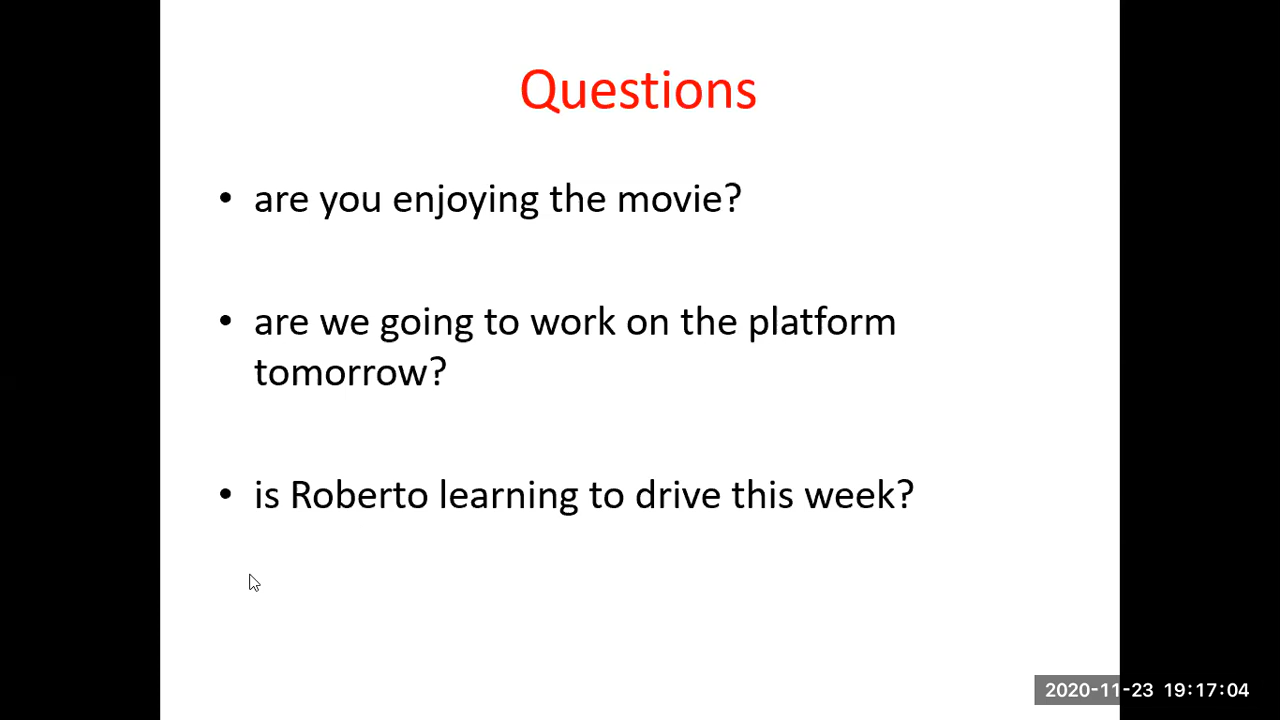 Questions
• are you enjoying the movie?
• are we going to work on the platform
tomorrow?
• is Roberto learning to drive this week?
2020-11-23 19:17:04